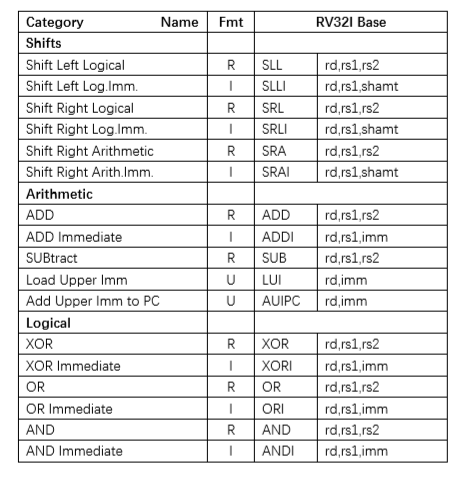 Category Name Fmt RV32I Base
Shifts
Shift Left Logical R SLL rd,rs1,rs2
Shift Left Log.Imm. I SLLI rd,rs1,shamt
Shift Right Logical R SRL rd,rs1,rs2
Shift Right Log.Imm. I SRLI rd,rs1,shamt
Shift Right Arithmetic R SRA rd,rs1,rs2
Shift Right Arith.Imm. I SRAI rd,rs1,shamt
Arithmetic
ADD R ADD rd,rs1,rs2
ADD Immediate I ADDI rd,rs1,imm
SUBtract R SUB rd,rs1,rs2
Load Upper Imm U LUI rd,imm
Add Upper Imm to PC U AUIPC rd,imm
Logical
XOR R XOR rd,rs1,rs2
XOR Immediate I XORI rd,rs1,imm
OR R OR rd,rs1,rs2
OR Immediate I ORI rd,rs1,imm
AND R AND rd,rs1,rs2
AND Immediate I ANDI rd,rs1,imm